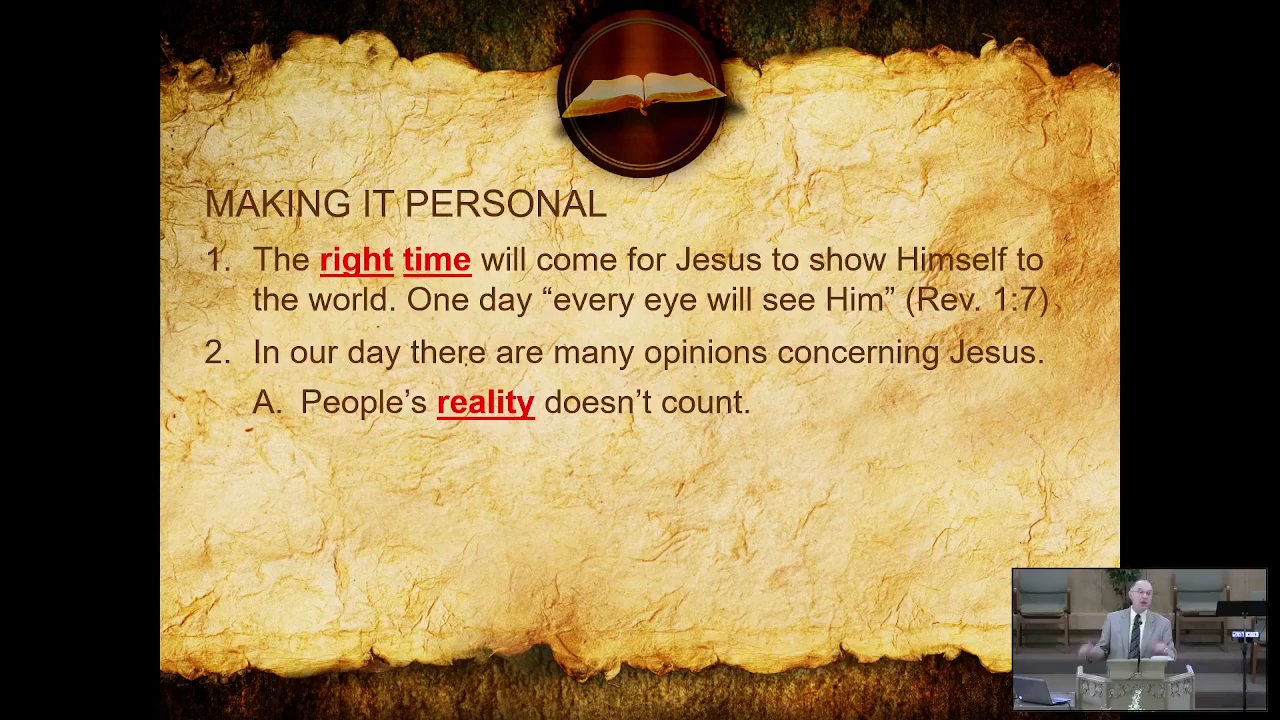 MAKING IT PERSONAL
1. The right time will come for Jesus to show Himself to
the world. One day “every eye will see Him” (Rev. 1:7)
2. In our day there are many opinions concerning Jesus.
A. People’s reality doesn’t count.